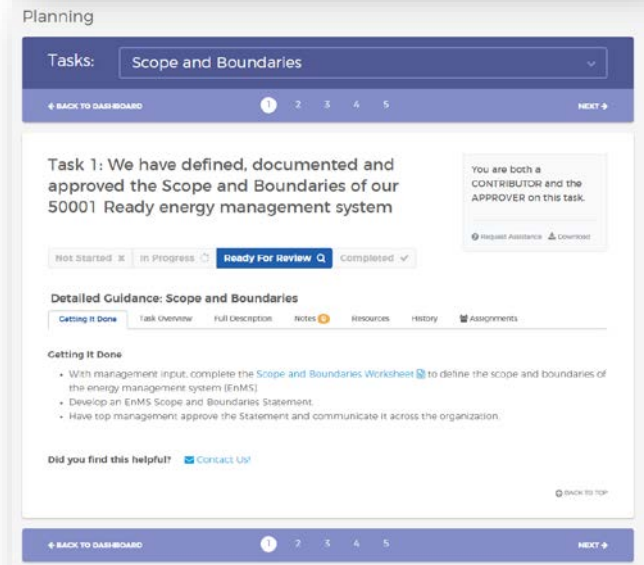 Planning
Tasks: Scope and Boundaries
BACK TO DASHBOARD 1 2 3 4 5 NEXT
Task 1: We have defined, documented and
approved the Scope and Boundaries of our
50001 Ready energy management system
You are both a
CONTRIBUTOR and the
APPROVER on this task.
Request Assistance Download
Not Started In Progress Ready For Review Completed
Detailed Guidance: Scope and Boundaries
Getting It Done Task Overview Full Description Notes Resources History Assignments
Getting It Done
• With management input, complete the Scope and Boundaries Worksheet to define the scope and boundaries of
the energy management system (EnMS)
• Develop an EnMS Scope and Boundaries Statement.
• Have top management approve the Statement and communicate it across the organization.
Did you find this helpful? Contact Us!
BACK TO TOP
BACK TO DASHBOARD 1 2 3 4 5 NEXT